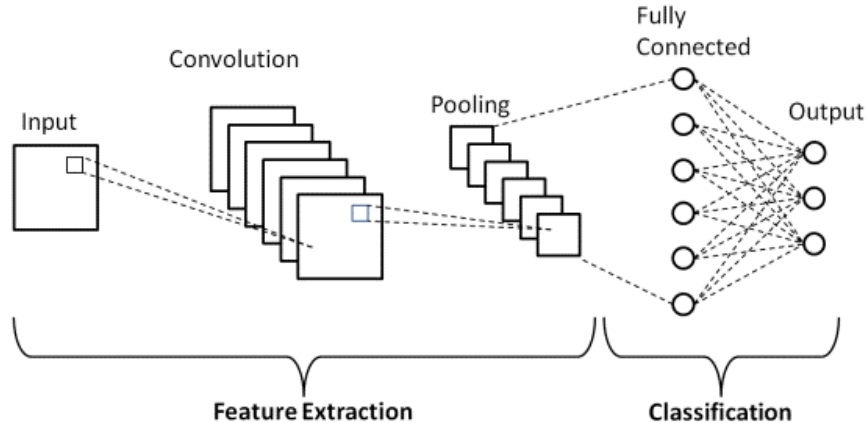 Fully
Connected
Convolution
Pooling
Output
Input
Feature Extraction
Classification